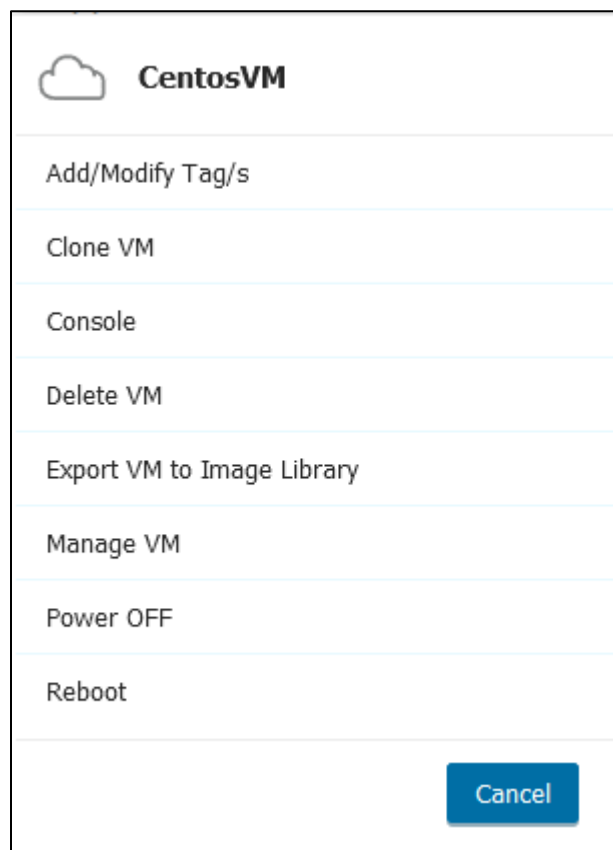 CentosVM
Add/Modify Tag/s
Clone VM
Console
Delete VM
Export VM to Image Library
Manage VM
Power OFF
Reboot
Cancel